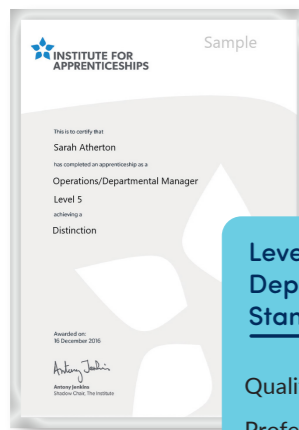 Sample
INSTITUTE FOR
APPRENTICESHIPS
This is to certify that
Sarah Atherton
has completed an apprenticeship as a
Operations/Departmental Manager
Level 5
achieving a
Distinction
Awarded on:
16 December 2016
Antony Jenkins
Antony Jenkins
Shadow Chair, The Institute
Leve
Dep
Stan
Quali
Profe